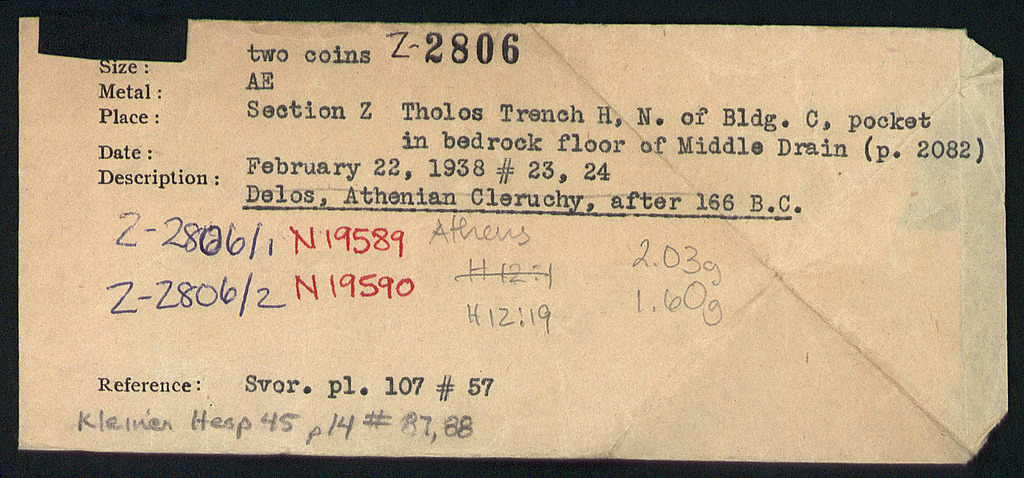 Size: two coins Z-2806
Metal: AE
Place: Section Z Tholos Trench H, N. of Bldg. C, pocket
in bedrock floor of Middle Drain (p. 2082)
Date: February 22, 1938 # 23, 24
Description: Delos, Athenian Cleruchy, after 166 B.C.
Z-2806/1 N19589 Athens 2.03g
H12:1
Z-2806/2 N19590 1.60g
H12:19
Reference: Svor. pl. 107 # 57
Kleiner Hesp 45 p14 # 87,88